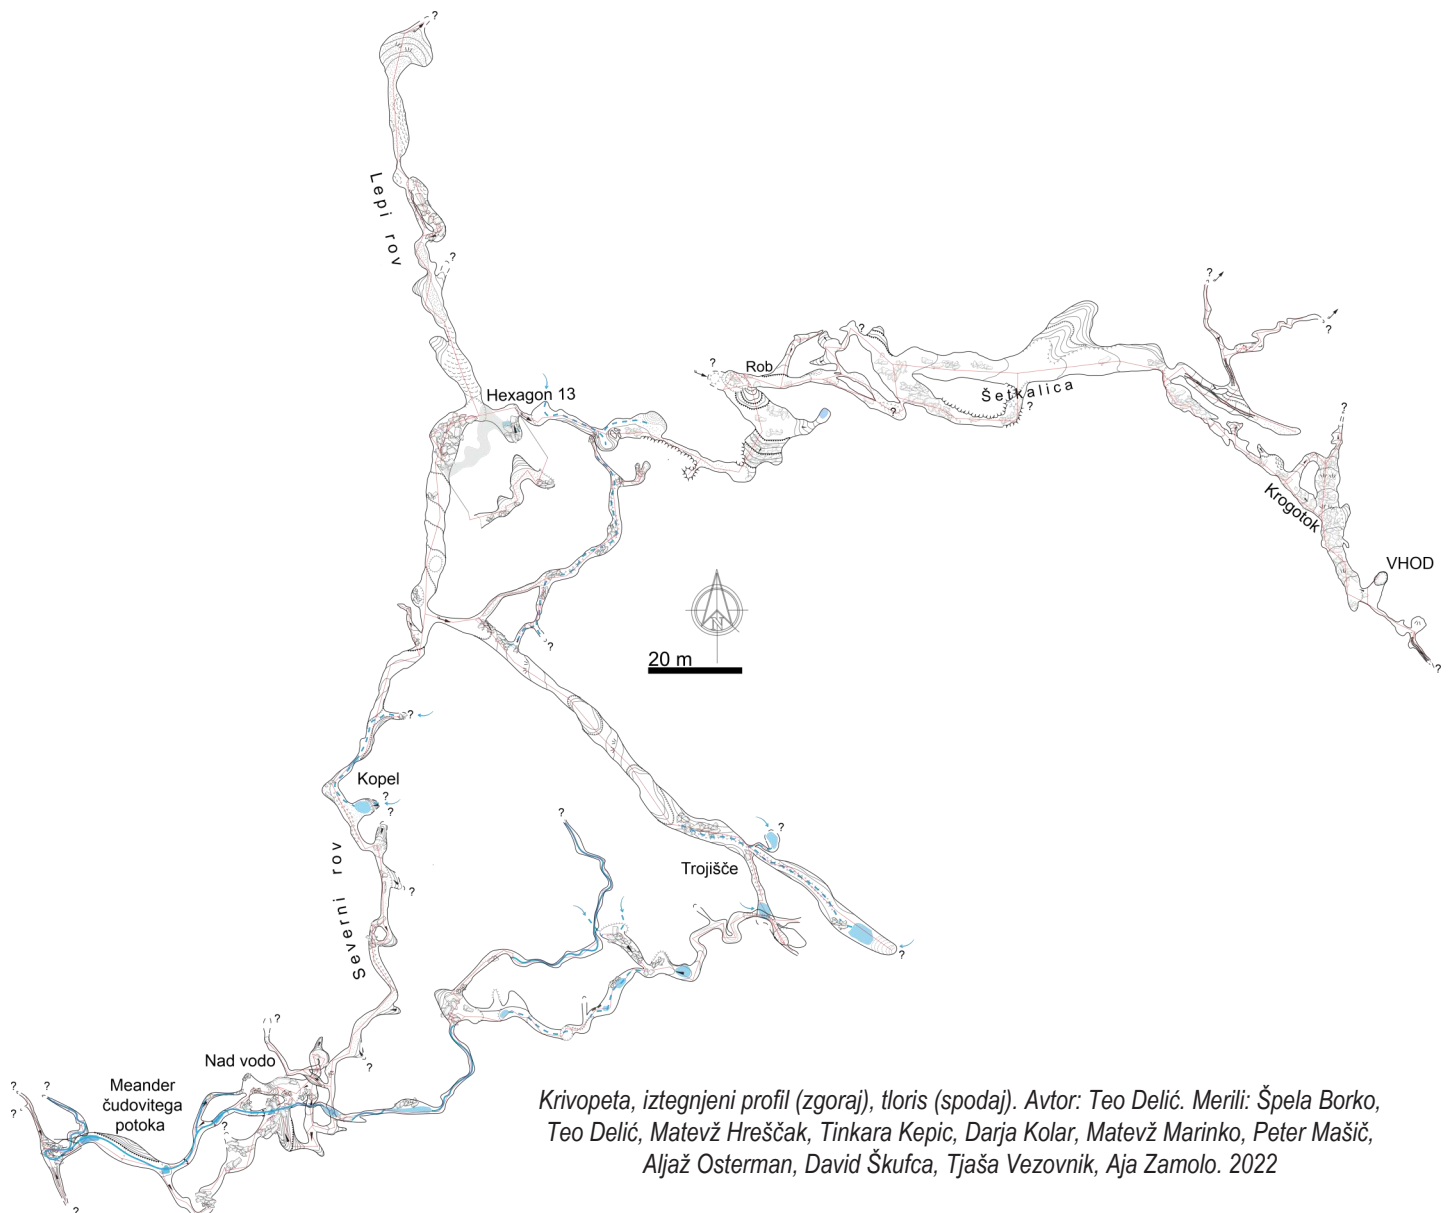 ?
Lepi rov
?
?
?
Hexagon 13
?
Rob
?
Šetkalica
?
?
?
Krogotok
VHOD
?
?
N
20 m
?
Kopel
?
?
?
?
?
Severni rov
Trojišče
?
?
?
Nad vodo
?
?
?
?
Meander
čudovitega
potoka
?
?
Krivopeta, iztegnjeni profil (zgoraj), tloris (spodaj). Avtor: Teo Delić. Merili: Špela Borko,
Teo Delić, Matevž Hreščak, Tinkara Kepic, Darja Kolar, Matevž Marinko, Peter Mašič,
Aljaž Osterman, David Škufca, Tjaša Vezovnik, Aja Zamolo. 2022